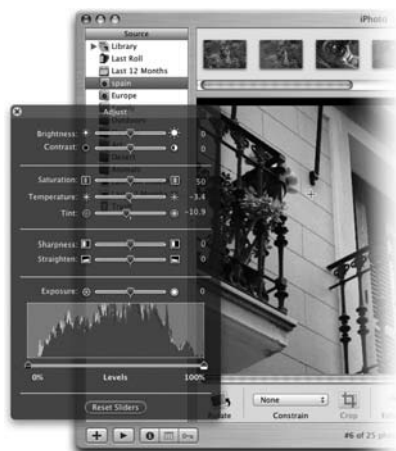 iPhoto
Source
Library
Last Roll
Last 12 Months
spain
Europe
Adjust
Brightness: 0
Contrast: 0
Saturation: 50
Temperature: -3.4
Tint: -10.9
Sharpness: 0
Straighten: 0
Exposure: 0
0% Levels 100%
Reset Sliders
None
Constrain
Crop
#6 of 25